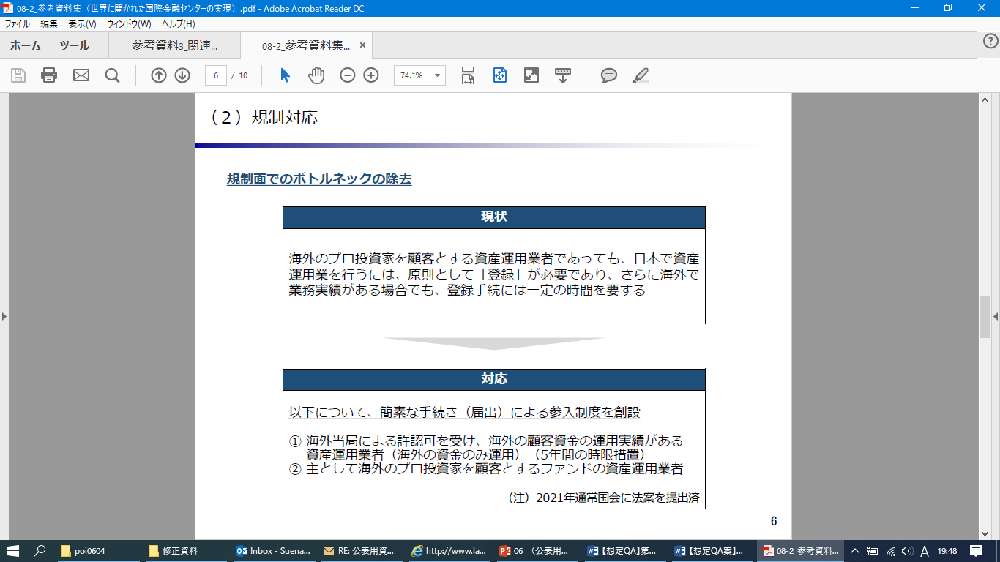 08-2_参考資料集（世界に開かれた国際金融センターの実現）.pdf - Adobe Acrobat Reader DC
ファイル 編集 表示(V) ウィンドウ(W) ヘルプ(H)
ホーム ツール 参考資料3_関連... 08-2_参考資料集... ×
6 / 10 74.1%
（２）規制対応
規制面でのボトルネックの除去
現状
海外のプロ投資家を顧客とする資産運用業者であっても、日本で資産
運用業を行うには、原則として「登録」が必要であり、さらに海外で
業務実績がある場合でも、登録手続には一定の時間を要する
対応
以下について、簡素な手続き（届出）による参入制度を創設
① 海外当局による許認可を受け、海外の顧客資金の運用実績がある
資産運用業者（海外の資金のみ運用）（5年間の時限措置）
② 主として海外のプロ投資家を顧客とするファンドの資産運用業者
（注）2021年通常国会に法案を提出済
6
poi0604 修正資料 Inbox - Suena... RE: 公表用資... http://www.la... 06_（公表用... 【想定QA】第... 【想定QA案】... 08-2_参考資料... A 19:48